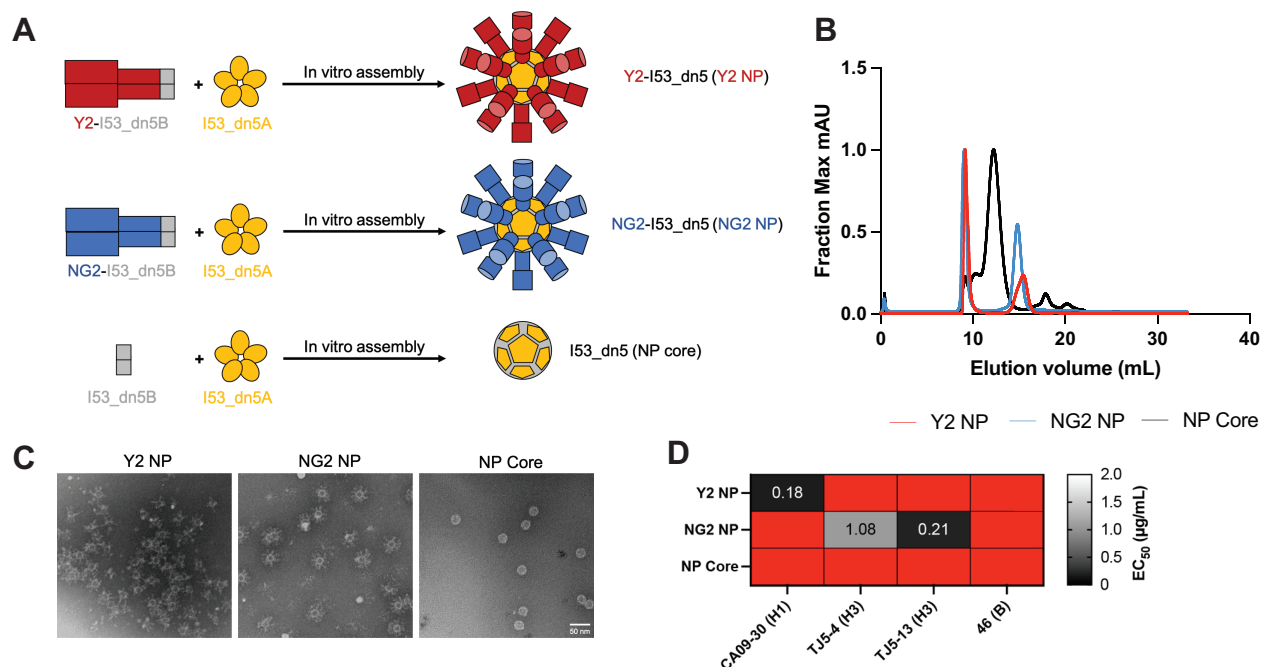 A
Y2-I53_dn5B
+
I53_dn5A
In vitro assembly
Y2-I53_dn5 (Y2 NP)
NG2-I53_dn5B
+
I53_dn5A
In vitro assembly
NG2-I53_dn5 (NG2 NP)
I53_dn5B
+
I53_dn5A
In vitro assembly
I53_dn5 (NP core)
B
Fraction Max mAU
1.5
1.0
0.5
0.0
0
10
20
30
40
Elution volume (mL)
Y2 NP
NG2 NP
NP Core
C
Y2 NP
NG2 NP
NP Core
50 nm
D
Y2 NP
NG2 NP
NP Core
0.18
1.08
0.21
CA09-30 (H1)
TJ5-4 (H3)
TJ5-13 (H3)
46 (B)
2.0
1.5
1.0
0.5
0
EC50 (μg/mL)